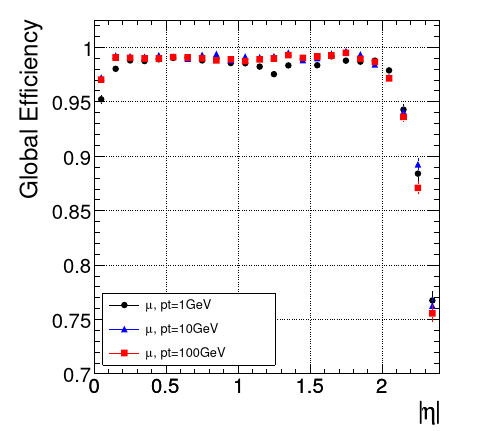 Global Efficiency
1
0.95
0.9
0.85
0.8
0.75
0.7
μ, pt=1GeV
μ, pt=10GeV
μ, pt=100GeV
0 0.5 1 1.5 2
|η|